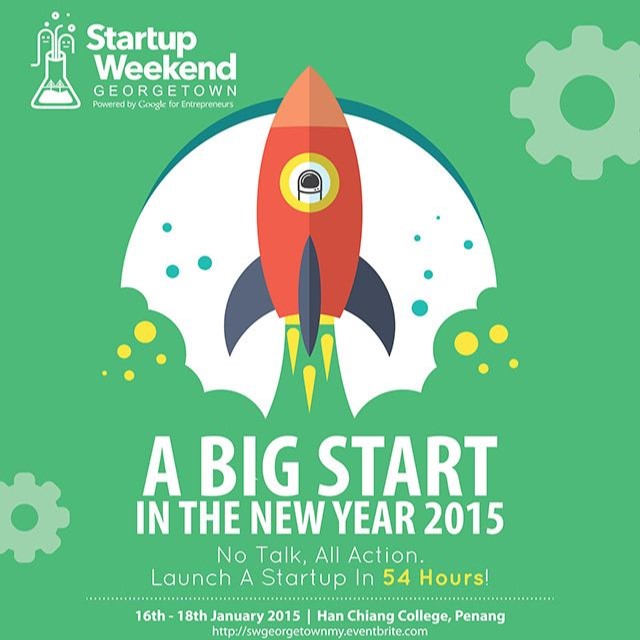 Startup
Weekend
GEORGETOWN
Powered by Google for Entrepreneurs
A BIG START
IN THE NEW YEAR 2015
No Talk, All Action.
Launch A Startup In 54 Hours!
16th - 18th January 2015 | Han Chiang College, Penang
http://swgeorgetownmy.eventbrite.com